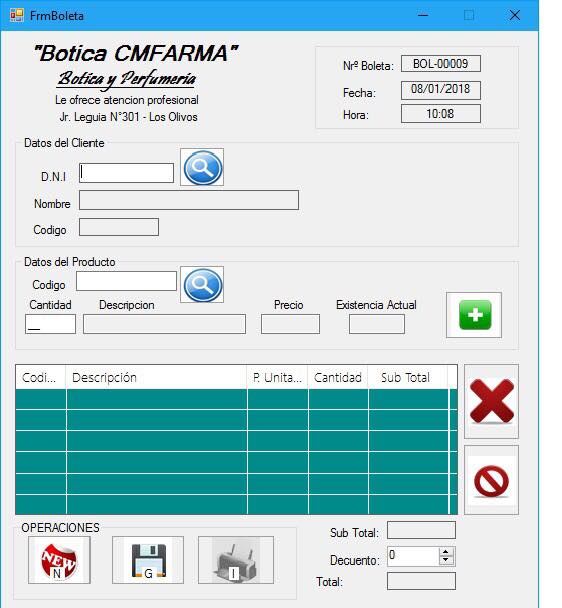 FrmBoleta
"Botica CMFARMA"
Botica y Perfumeria
Le ofrece atencion profesional
Jr. Leguia N°301 - Los Olivos
Nrº Boleta: BOL-00009
Fecha: 08/01/2018
Hora: 10:08
Datos del Cliente
D.N.I
Nombre
Codigo
Datos del Producto
Codigo
Cantidad Descripcion Precio Existencia Actual
__
Codi... Descripción P. Unita... Cantidad Sub Total
OPERACIONES
NEW
N G I
Sub Total:
Decuento: 0
Total: